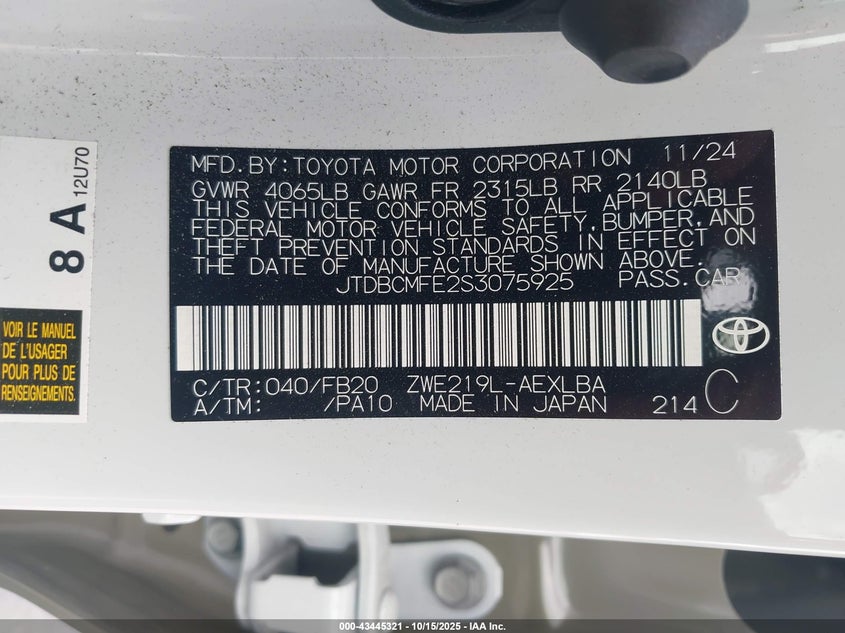 8 A
12U70
VOIR LE MANUEL
DE L'USAGER
POUR PLUS DE
RENSEIGNEMENTS.
MFD.BY:TOYOTA MOTOR CORPORATION 11/24
GVWR 4065LB GAWR FR 2315LB RR 2140LB
THIS VEHICLE CONFORMS TO ALL APPLICABLE
FEDERAL MOTOR VEHICLE SAFETY,BUMPER,AND
THEFT PREVENTION STANDARDS IN EFFECT ON
THE DATE OF MANUFACTURE SHOWN ABOVE.
JTDBCMFE2S3075925 PASS.CAR
C/TR:040/FB20 ZWE219L-AEXLBA
A/TM: /PA10 MADE IN JAPAN 214 C
000-43445321 - 10/15/2025 - IAA Inc.